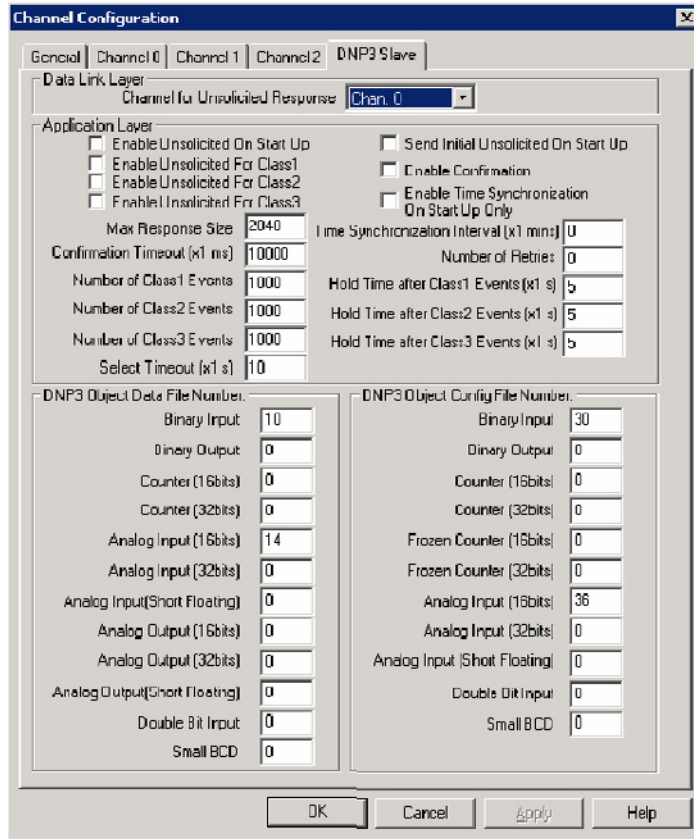 Channel Configuration
General Channel 0 Channel 1 Channel 2 DNP3 Slave
Data Link Layer
Channel for Unsolicited Response Chan. 0
Application Layer
Enable Unsolicited On Start Up
Enable Unsolicited For Class1
Enable Unsolicited For Class2
Enable Unsolicited For Class3
Send Initial Unsolicited On Start Up
Enable Confirmation
Enable Time Synchronization
On Start Up Only
Max Response Size 2040
Confirmation Timeout (x1 ms) 10000
Number of Class1 Events 1000
Number of Class2 Events 1000
Number of Class3 Events 1000
Select Timeout (x1 s) 10
Time Synchronization Interval (x1 mins) 0
Number of Retries 0
Hold Time after Class1 Events (x1 s) 5
Hold Time after Class2 Events (x1 s) 5
Hold Time after Class3 Events (x1 s) 5
DNP3 Object Data File Number.
Binary Input 10
Binary Output 0
Counter (16bits) 0
Counter (32bits) 0
Analog Input (16bits) 14
Analog Input (32bits) 0
Analog Input(Short Floating) 0
Analog Output (16bits) 0
Analog Output (32bits) 0
Analog Output(Short Floating) 0
Double Bit Input 0
Small BCD 0
DNP3 Object Config File Number.
Binary Input 30
Binary Output 0
Counter (16bits) 0
Counter (32bits) 0
Frozen Counter (16bits) 0
Frozen Counter (32bits) 0
Analog Input (16bits) 36
Analog Input (32bits) 0
Analog Input (Short Floating) 0
Double Bit Input 0
Small BCD 0
OK Cancel Apply Help